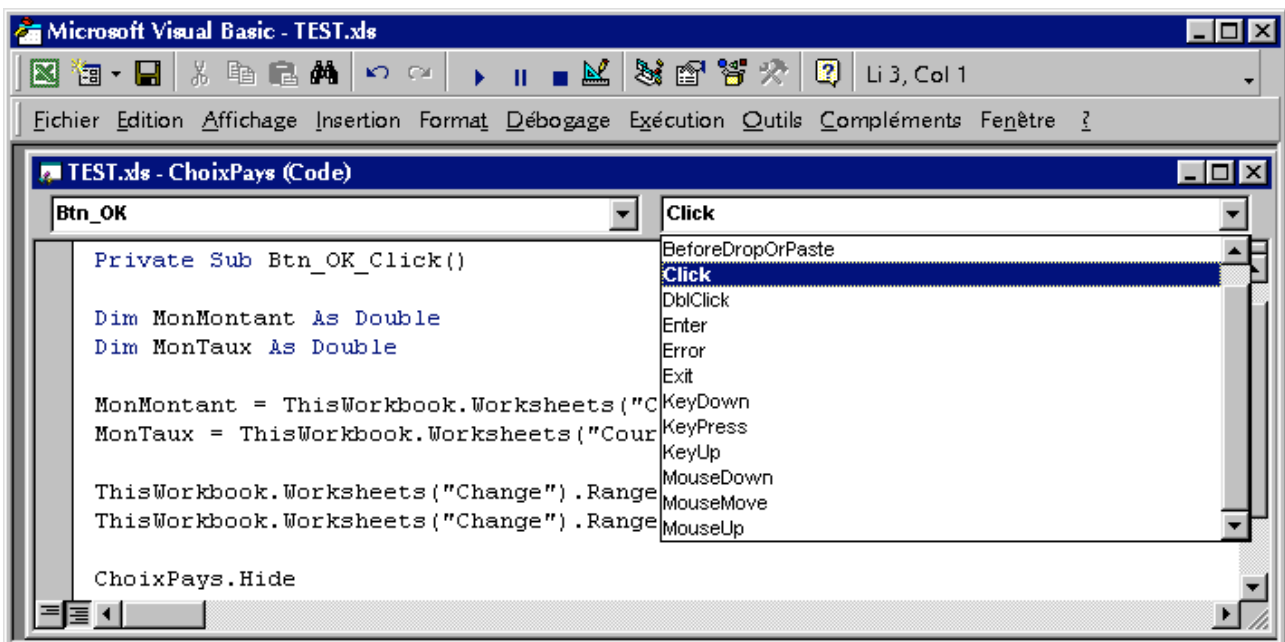 Microsoft Visual Basic - TEST.xls
Li 3, Col 1
Fichier Edition Affichage Insertion Format Débogage Exécution Outils Compléments Fenêtre ?
TEST.xls - ChoixPays (Code)
Btn_OK
Click
Private Sub Btn_OK_Click()
Dim MonMontant As Double
Dim MonTaux As Double
MonMontant = ThisWorkbook.Worksheets("C
MonTaux = ThisWorkbook.Worksheets("Cour
ThisWorkbook.Worksheets("Change").Range
ThisWorkbook.Worksheets("Change").Range
ChoixPays.Hide
BeforeDropOrPaste
Click
DblClick
Enter
Error
Exit
KeyDown
KeyPress
KeyUp
MouseDown
MouseMove
MouseUp